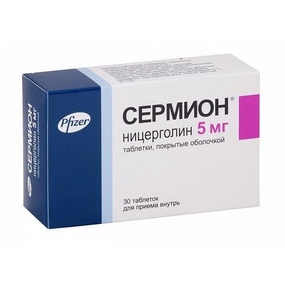 Pfizer
СЕРМИОН®
ницерголин 5 мг
таблетки, покрытые оболочкой
30 таблеток
для приема внутрь